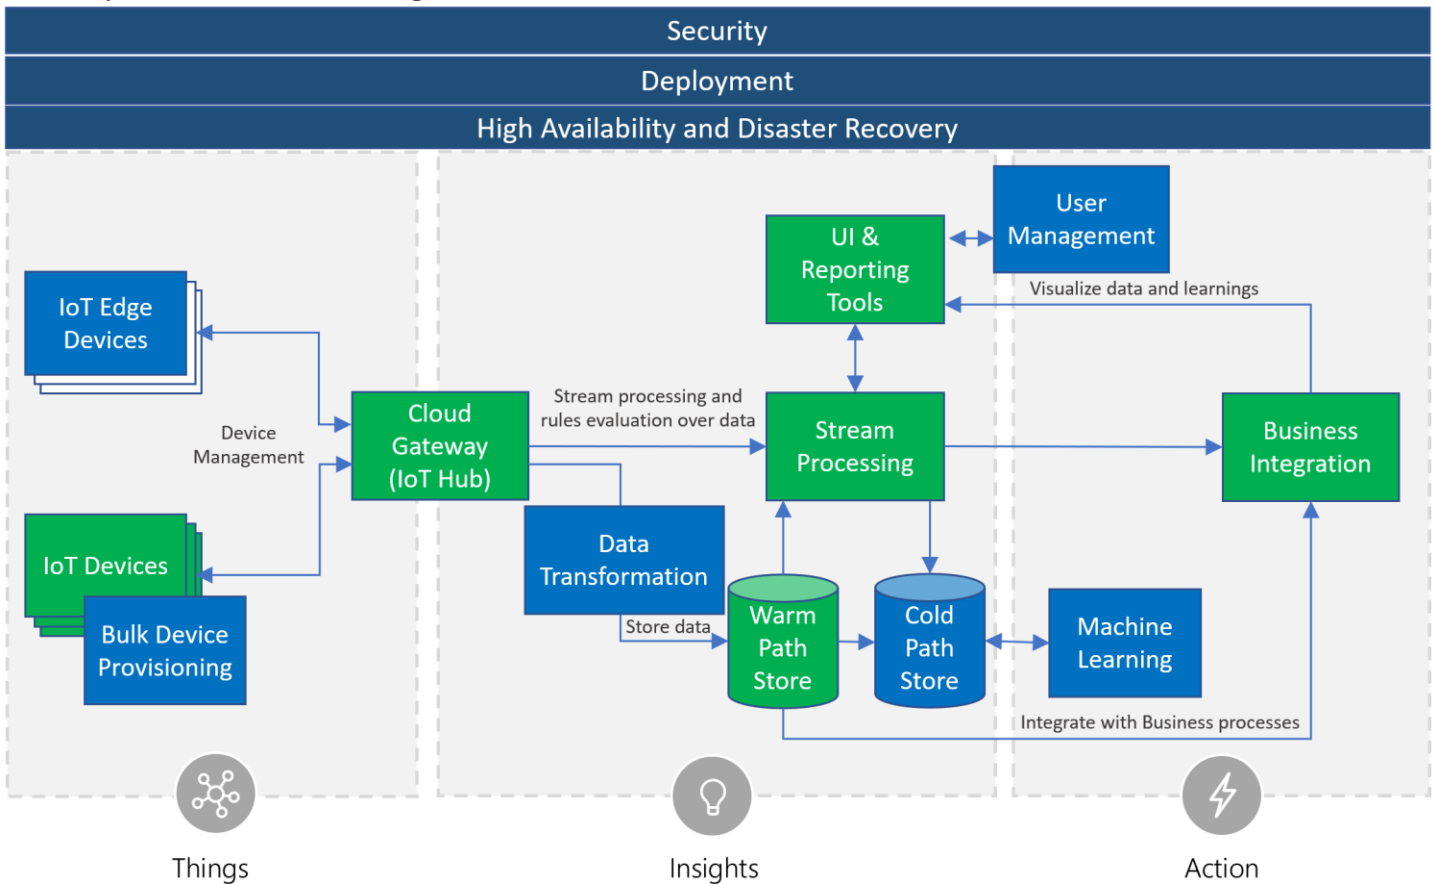 Security
Deployment
High Availability and Disaster Recovery
User
Management
UI &
Reporting
Tools
Visualize data and learnings
IoT Edge
Devices
Cloud
Gateway
(IoT Hub)
Stream processing and
rules evaluation over data
Stream
Processing
Business
Integration
Device
Management
Data
Transformation
IoT Devices
Bulk Device
Provisioning
Store data
Warm
Path
Store
Cold
Path
Store
Machine
Learning
Integrate with Business processes
Things
Insights
Action